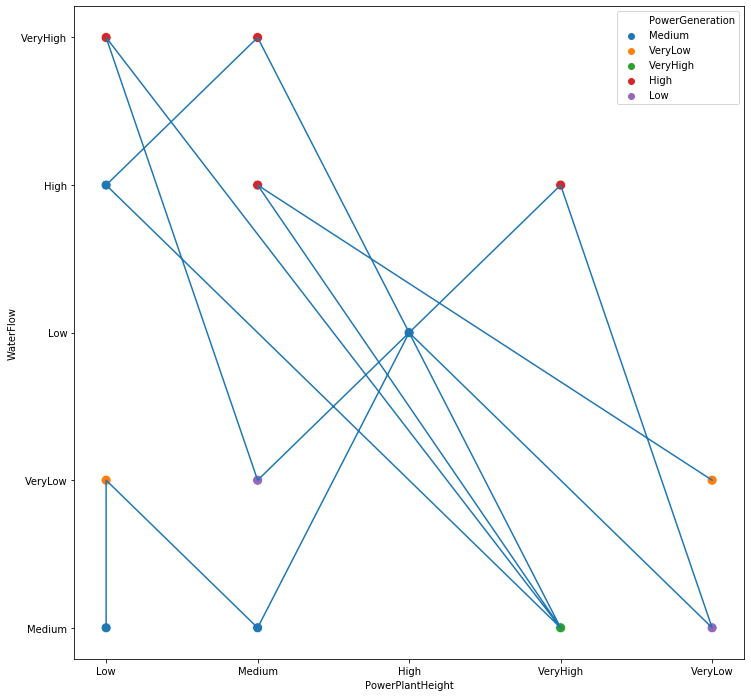 PowerGeneration
Medium
VeryLow
VeryHigh
High
Low
VeryHigh
High
Low
VeryLow
Medium
WaterFlow
Low Medium High VeryHigh VeryLow
PowerPlantHeight